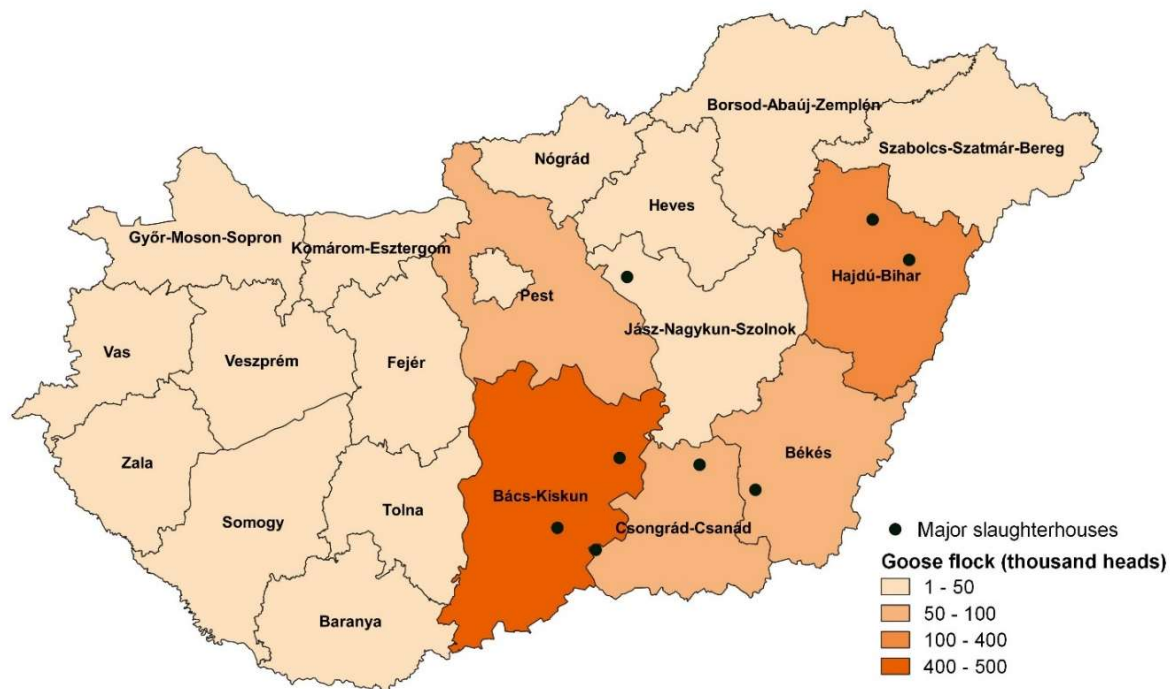 Borsod-Abaúj-Zemplén
Szabolcs-Szatmár-Bereg
Nógrád
Heves
Győr-Moson-Sopron
Komárom-Esztergom
Hajdú-Bihar
Pest
Jász-Nagykun-Szolnok
Vas
Veszprém
Fejér
Zala
Békés
Bács-Kiskun
Tolna
Somogy
Csongrád-Csanád
Baranya
Major slaughterhouses
Goose flock (thousand heads)
1 - 50
50 - 100
100 - 400
400 - 500